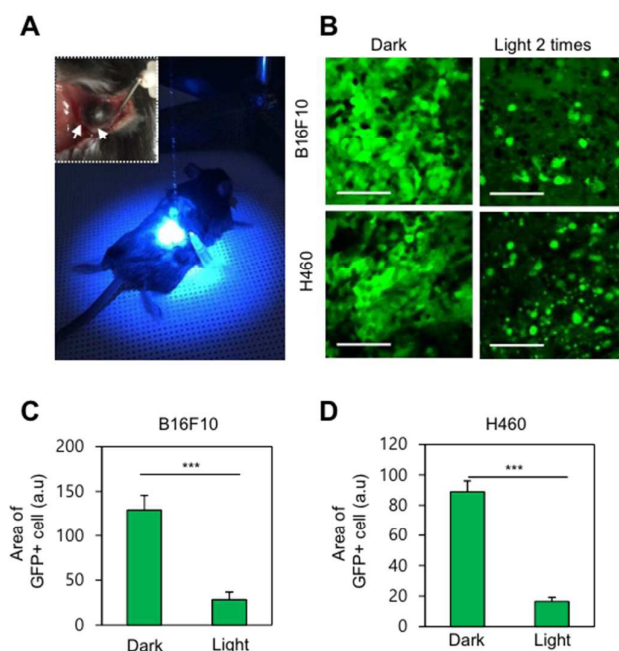 A
B
Dark
Light 2 times
B16F10
H460
C
B16F10
Area of
GFP+ cell (a.u)
200
150
100
50
0
***
Dark
Light
D
H460
Area of
GFP+ cell (a.u)
120
100
80
60
40
20
0
***
Dark
Light